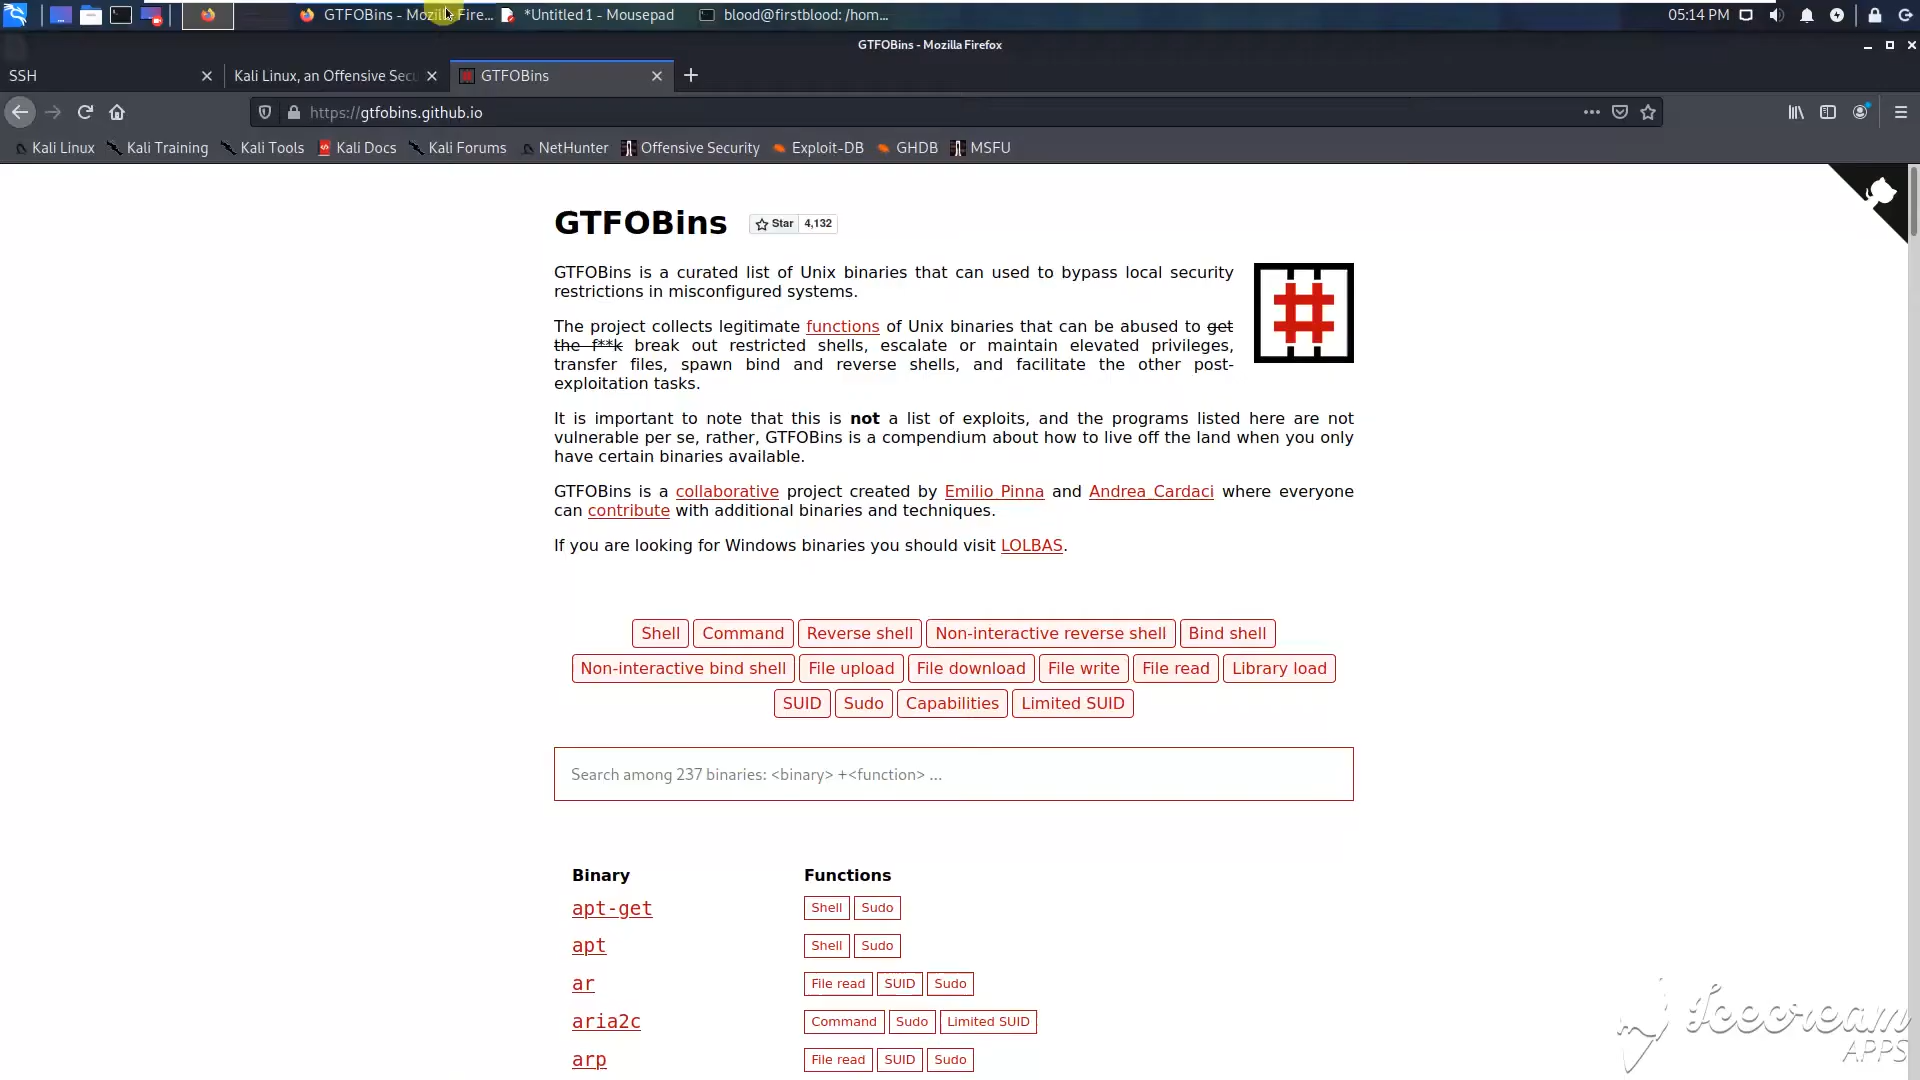 GTFOBins - Mozilla Fire...
*Untitled 1 - Mousepad
blood@firstblood: /hom...
05:14 PM
GTFOBins - Mozilla Firefox
SSH
Kali Linux, an Offensive Secu
GTFOBins
https://gtfobins.github.io
Kali Linux
Kali Training
Kali Tools
Kali Docs
Kali Forums
NetHunter
Offensive Security
Exploit-DB
GHDB
MSFU
GTFOBins
Star 4,132
GTFOBins is a curated list of Unix binaries that can used to bypass local security
restrictions in misconfigured systems.
The project collects legitimate functions of Unix binaries that can be abused to get
the f**k break out restricted shells, escalate or maintain elevated privileges,
transfer files, spawn bind and reverse shells, and facilitate the other post-
exploitation tasks.
It is important to note that this is not a list of exploits, and the programs listed here are not
vulnerable per se, rather, GTFOBins is a compendium about how to live off the land when you only
have certain binaries available.
GTFOBins is a collaborative project created by Emilio Pinna and Andrea Cardaci where everyone
can contribute with additional binaries and techniques.
If you are looking for Windows binaries you should visit LOLBAS.
Shell Command Reverse shell Non-interactive reverse shell Bind shell
Non-interactive bind shell File upload File download File write File read Library load
SUID Sudo Capabilities Limited SUID
Search among 237 binaries: <binary> +<function> ...
Binary Functions
apt-get Shell Sudo
apt Shell Sudo
ar File read SUID Sudo
aria2c Command Sudo Limited SUID
arp File read SUID Sudo
Icecream
APPS